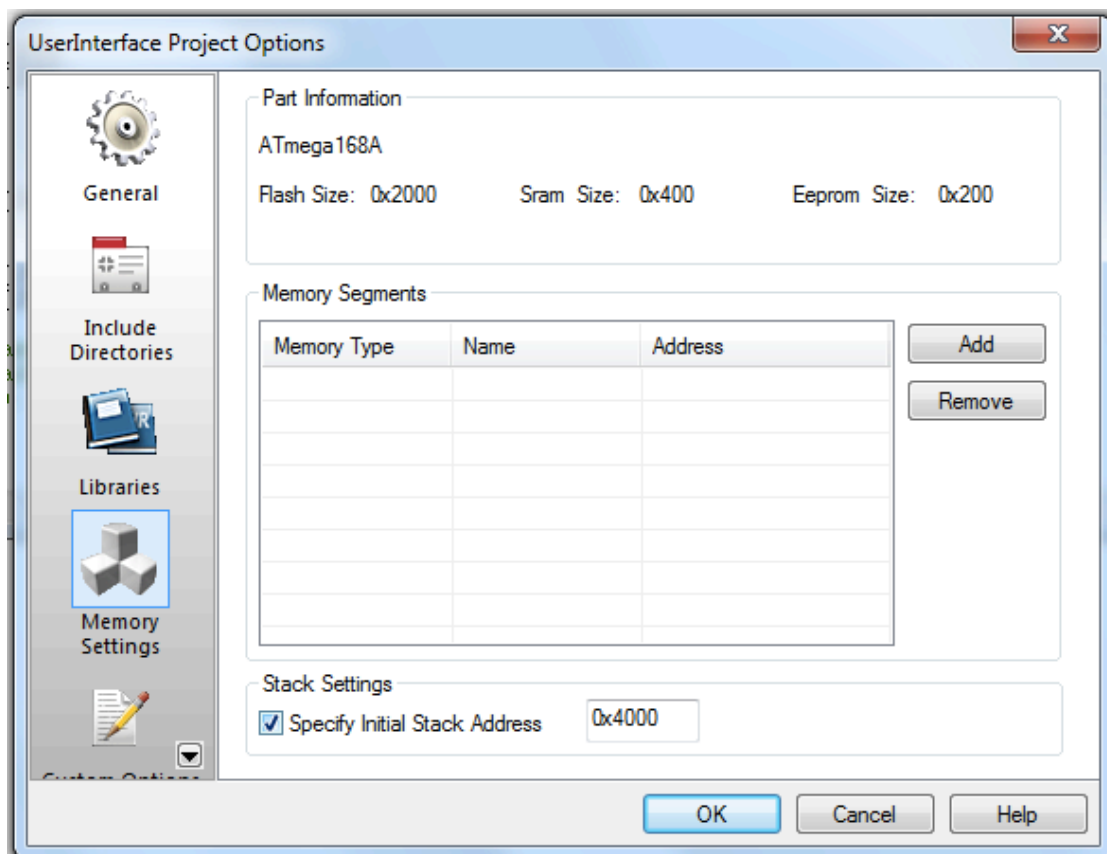 UserInterface Project Options
General
Include
Directories
Libraries
Memory
Settings
Part Information
ATmega168A
Flash Size: 0x2000 Sram Size: 0x400 Eeprom Size: 0x200
Memory Segments
Memory Type Name Address
Add
Remove
Stack Settings
Specify Initial Stack Address 0x4000
OK Cancel Help